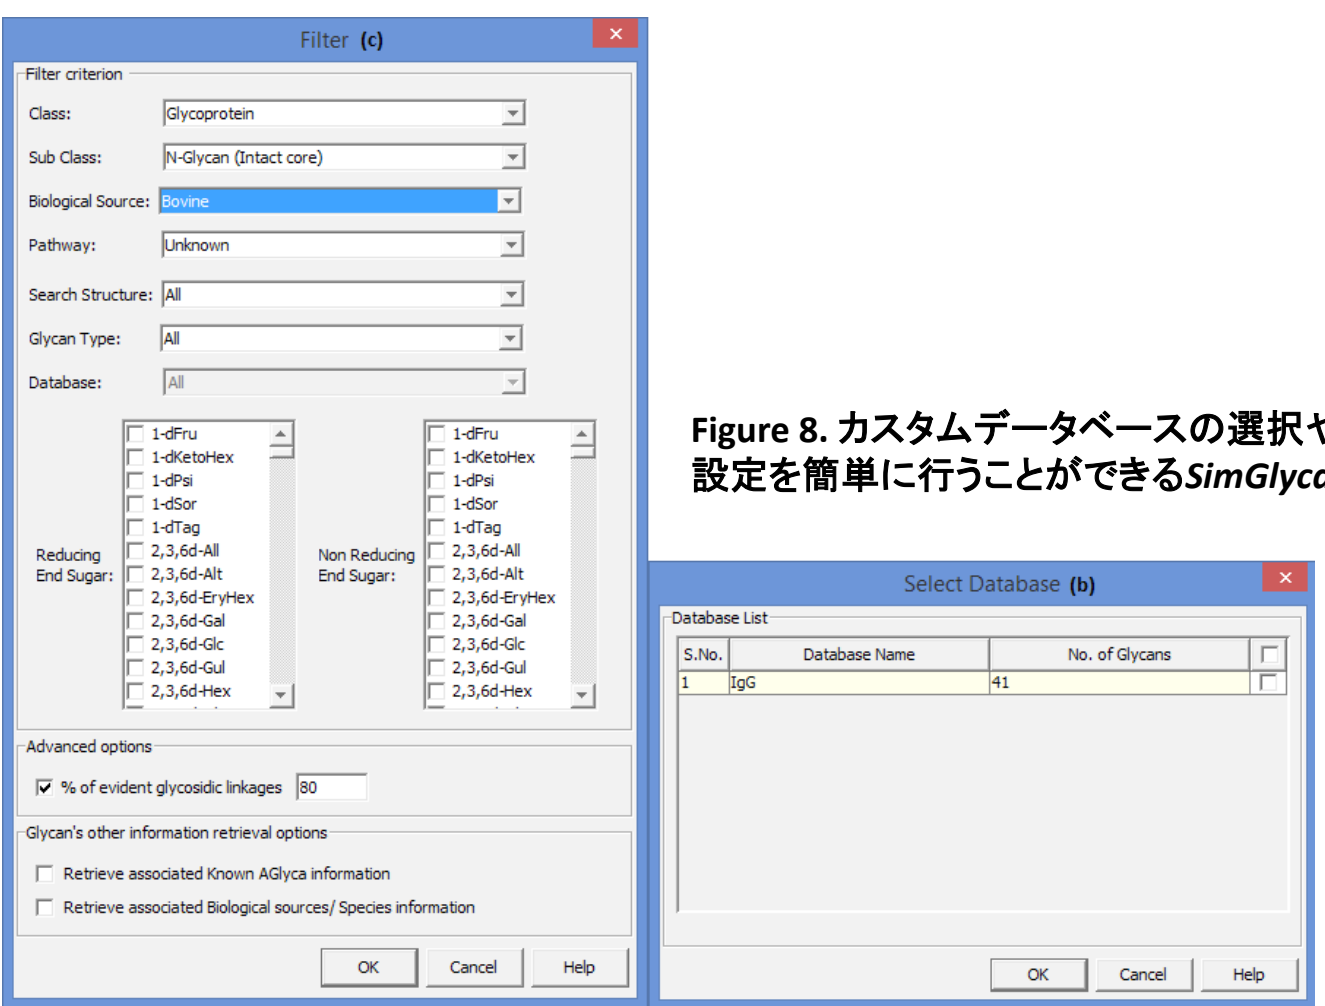 Filter (c)
Filter criterion
Class: Glycoprotein
Sub Class: N-Glycan (Intact core)
Biological Source: Bovine
Pathway: Unknown
Search Structure: All
Glycan Type: All
Database: All
Reducing End Sugar:
1-dFru
1-dKetoHex
1-dPsi
1-dSor
1-dTag
2,3,6d-All
2,3,6d-Alt
2,3,6d-EryHex
2,3,6d-Gal
2,3,6d-Glc
2,3,6d-Gul
2,3,6d-Hex
Non Reducing End Sugar:
1-dFru
1-dKetoHex
1-dPsi
1-dSor
1-dTag
2,3,6d-All
2,3,6d-Alt
2,3,6d-EryHex
2,3,6d-Gal
2,3,6d-Glc
2,3,6d-Gul
2,3,6d-Hex
Advanced options
% of evident glycosidic linkages 80
Glycan's other information retrieval options
Retrieve associated Known AGlyca information
Retrieve associated Biological sources/ Species information
OK Cancel Help
Figure 8. カスタムデータベースの選択や
設定を簡単に行うことができるSimGlyc
Select Database (b)
Database List
S.No. Database Name No. of Glycans
1 IgG 41
OK Cancel Help